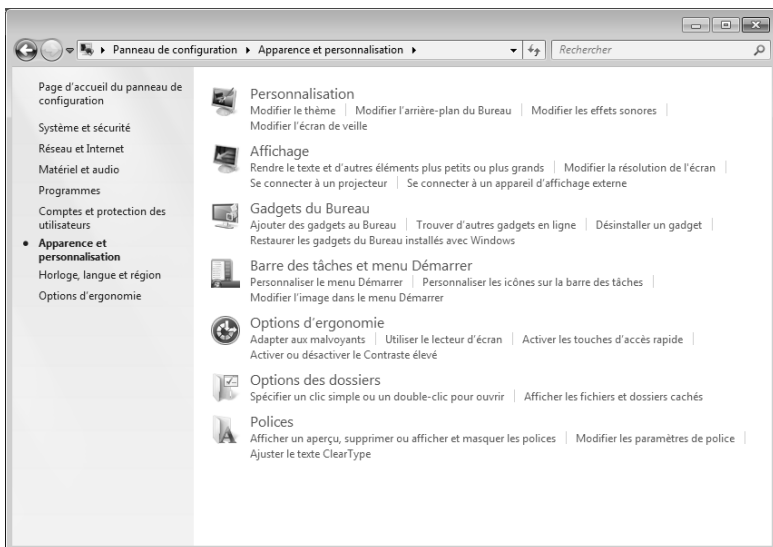 Panneau de configuration ▸ Apparence et personnalisation ▸
Rechercher
Page d'accueil du panneau de
configuration
Système et sécurité
Réseau et Internet
Matériel et audio
Programmes
Comptes et protection des
utilisateurs
Apparence et
personnalisation
Horloge, langue et région
Options d'ergonomie
Personnalisation
Modifier le thème | Modifier l'arrière-plan du Bureau | Modifier les effets sonores |
Modifier l'écran de veille
Affichage
Rendre le texte et d'autres éléments plus petits ou plus grands | Modifier la résolution de l'écran |
Se connecter à un projecteur | Se connecter à un appareil d'affichage externe
Gadgets du Bureau
Ajouter des gadgets au Bureau | Trouver d'autres gadgets en ligne | Désinstaller un gadget |
Restaurer les gadgets du Bureau installés avec Windows
Barre des tâches et menu Démarrer
Personnaliser le menu Démarrer | Personnaliser les icônes sur la barre des tâches |
Modifier l'image dans le menu Démarrer
Options d'ergonomie
Adapter aux malvoyants | Utiliser le lecteur d'écran | Activer les touches d'accès rapide |
Activer ou désactiver le Contraste élevé
Options des dossiers
Spécifier un clic simple ou un double-clic pour ouvrir | Afficher les fichiers et dossiers cachés
Polices
Afficher un aperçu, supprimer ou afficher et masquer les polices | Modifier les paramètres de police |
Ajuster le texte ClearType